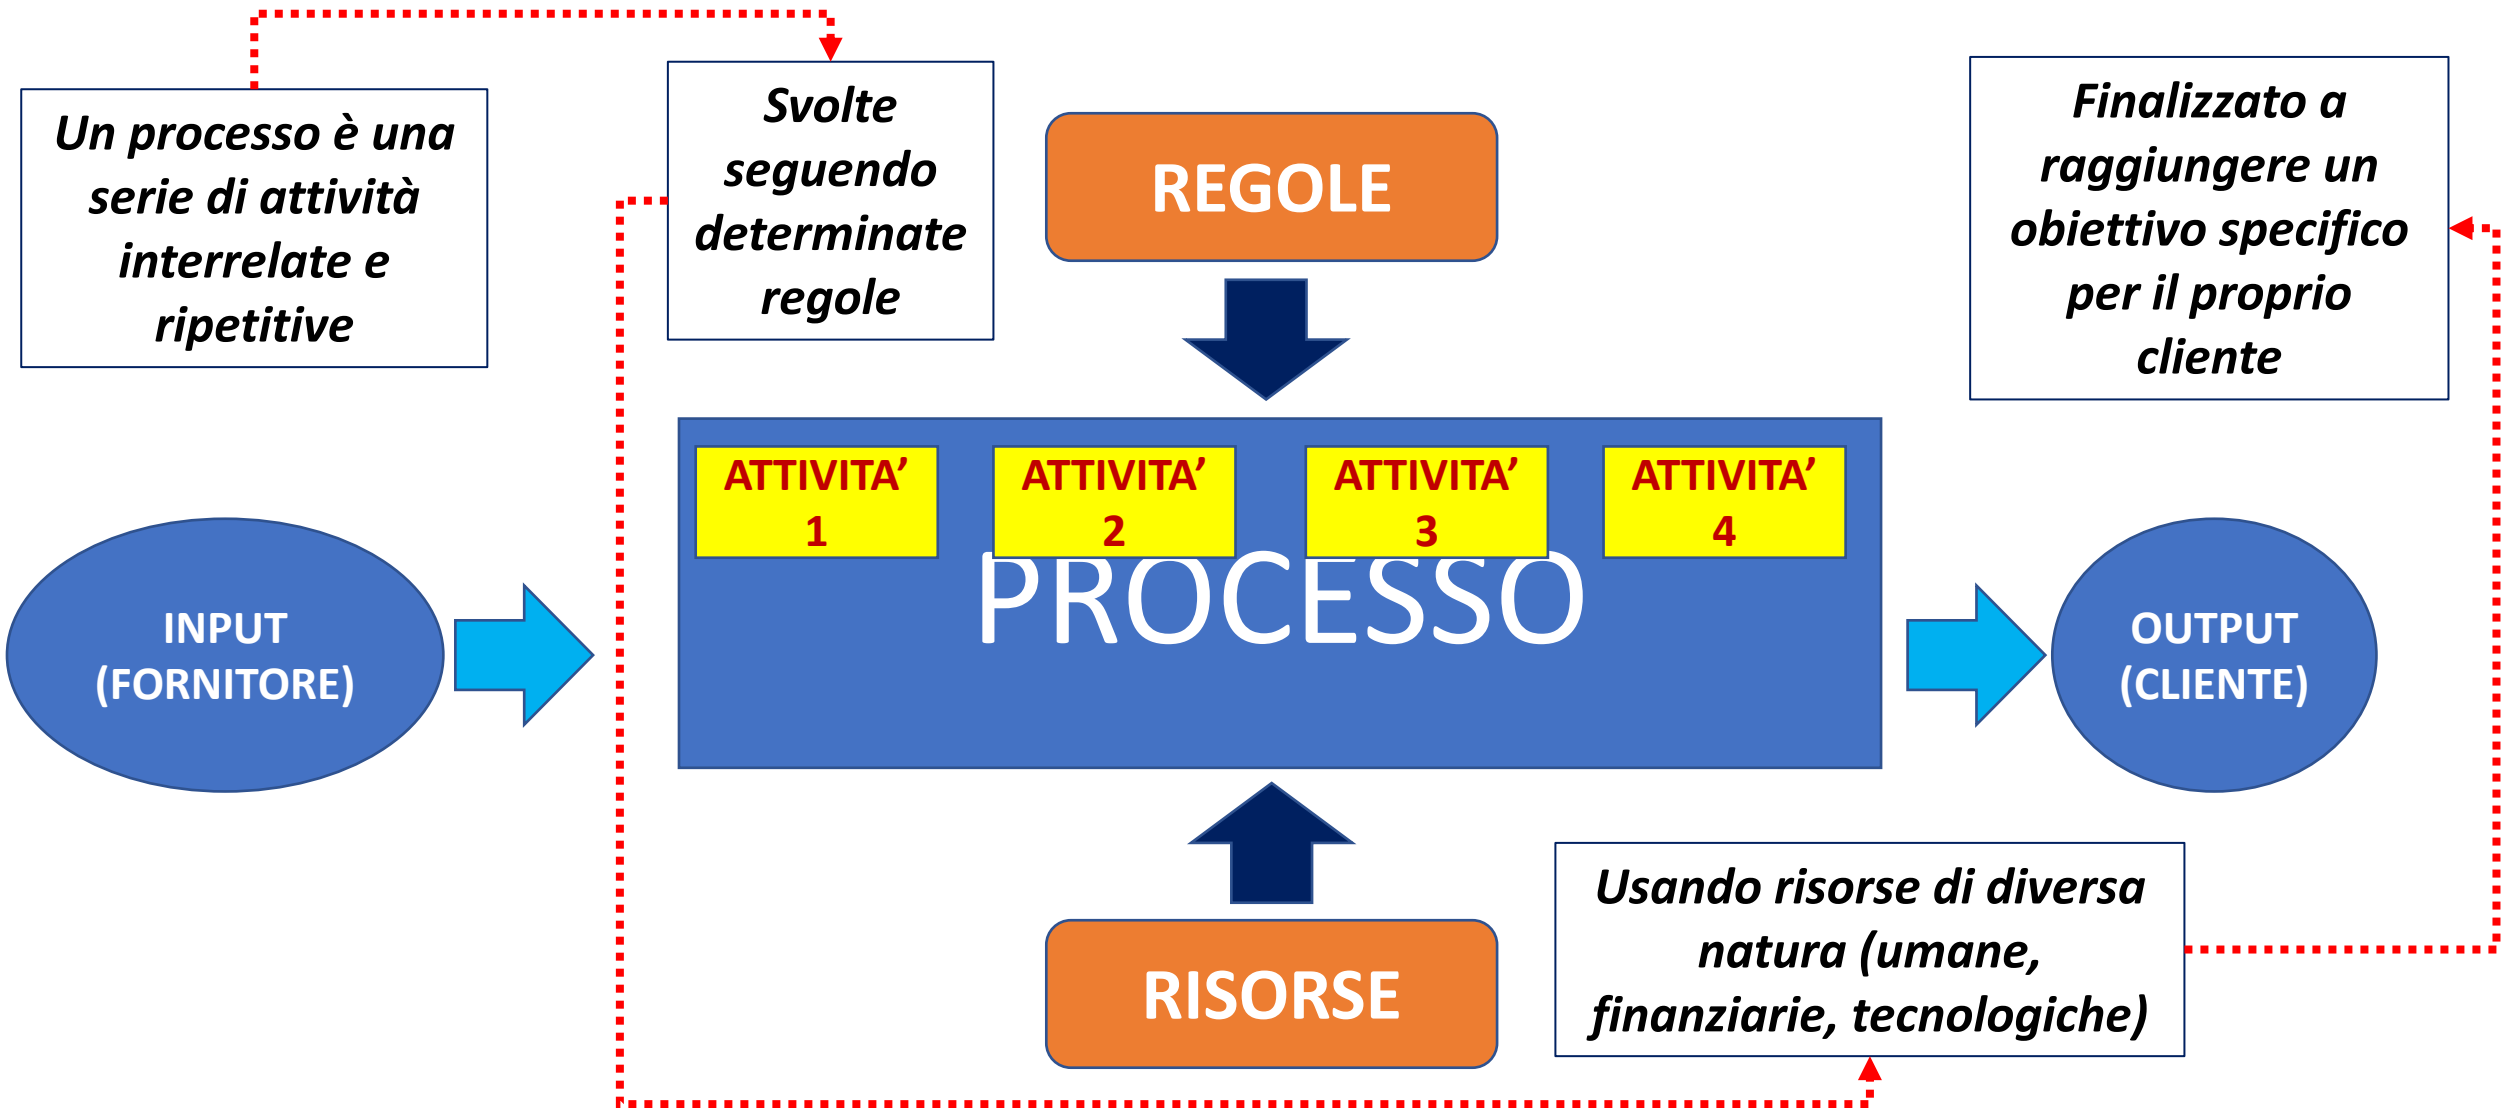 Un processo è una
serie di attività
interrelate e
ripetitive
Svolte
seguendo
determinate
regole
REGOLE
Finalizzato a
raggiungere un
obiettivo specifico
per il proprio
cliente
ATTIVITA’
1
ATTIVITA’
2
ATTIVITA’
3
ATTIVITA’
4
PROCESSO
INPUT
(FORNITORE)
OUTPUT
(CLIENTE)
RISORSE
Usando risorse di diversa
natura (umane,
finanziarie, tecnologiche)